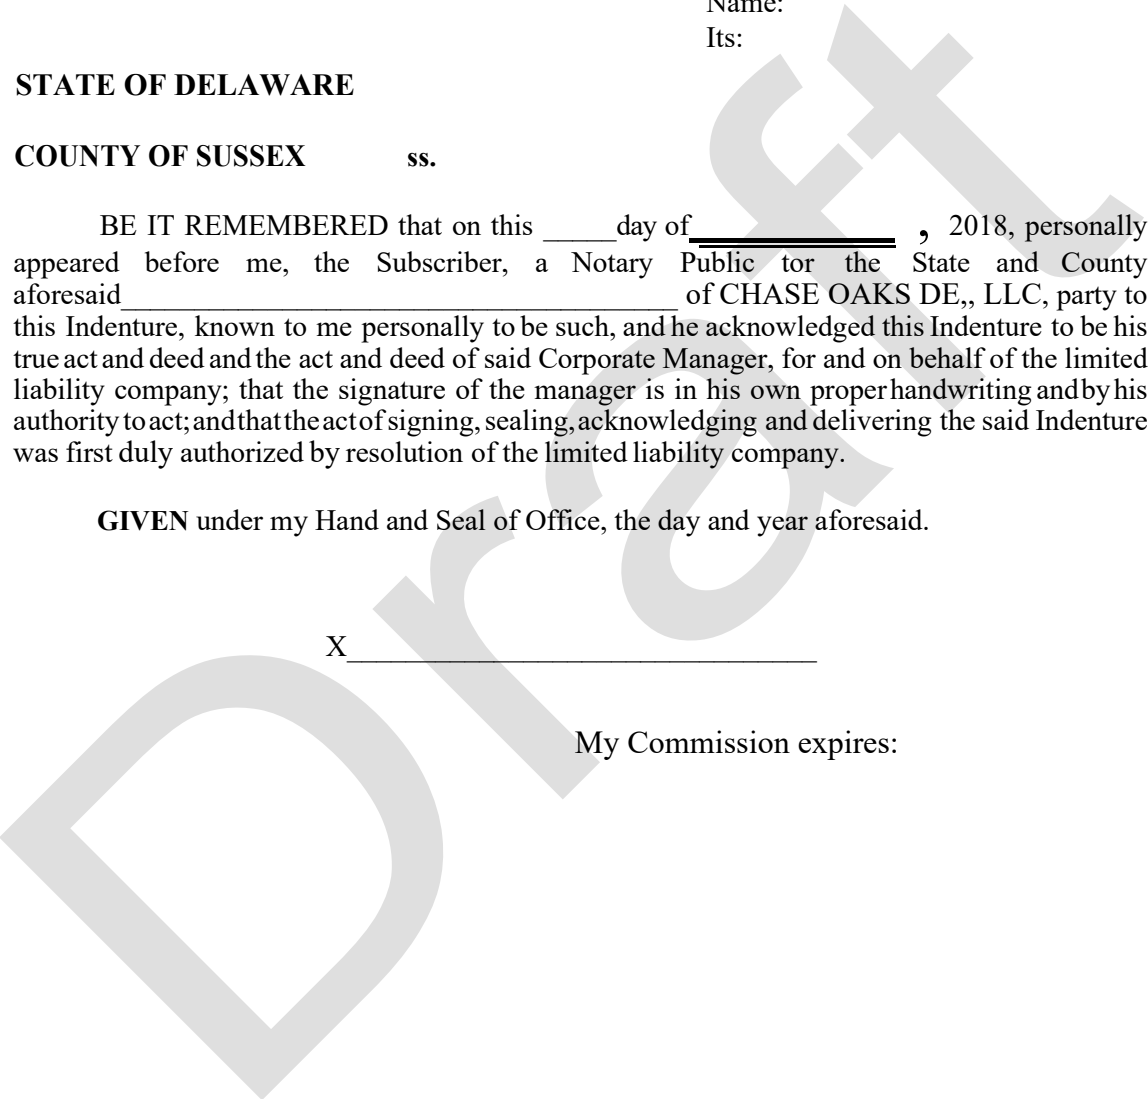 Name:
Its:
STATE OF DELAWARE
COUNTY OF SUSSEX ss.
BE IT REMEMBERED that on this _____day of______________ , 2018, personally
appeared before me, the Subscriber, a Notary Public tor the State and County
aforesaid______________________________________ of CHASE OAKS DE,, LLC, party to
this Indenture, known to me personally to be such, and he acknowledged this Indenture to be his
true act and deed and the act and deed of said Corporate Manager, for and on behalf of the limited
liability company; that the signature of the manager is in his own proper handwriting and by his
authority to act; and that the act of signing, sealing, acknowledging and delivering the said Indenture
was first duly authorized by resolution of the limited liability company.
GIVEN under my Hand and Seal of Office, the day and year aforesaid.
X________________________________
My Commission expires:
Draft